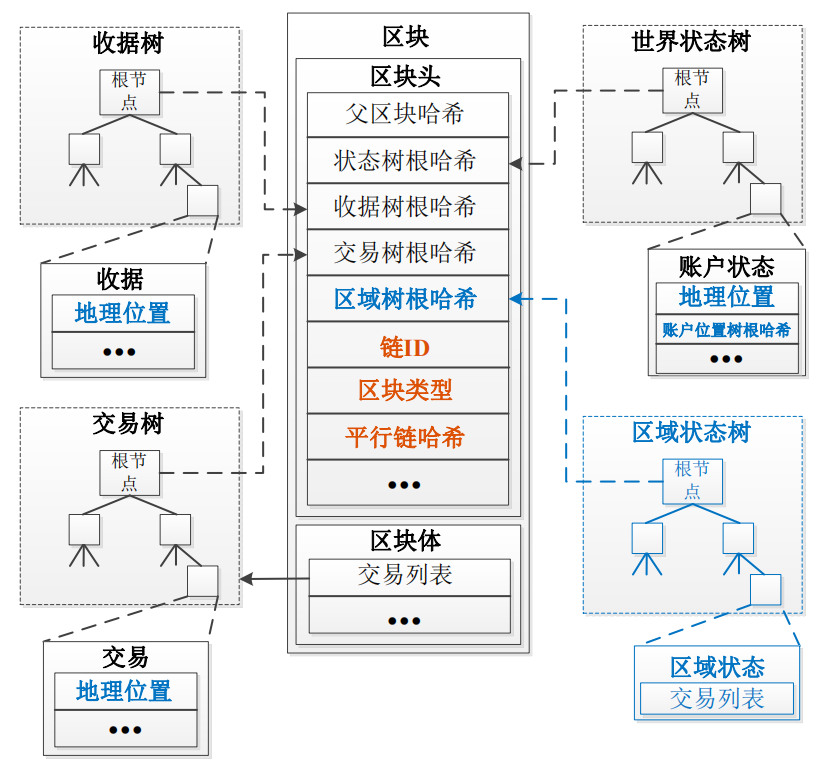 收据树
根节
点
收据
地理位置
•••
交易树
根节
点
交易
地理位置
•••
区块
区块头
父区块哈希
状态树根哈希
收据树根哈希
交易树根哈希
区域树根哈希
链ID
区块类型
平行链哈希
•••
区块体
交易列表
•••
世界状态树
根节
点
账户状态
地理位置
账户位置树根哈希
•••
区域状态树
根节
点
区域状态
交易列表